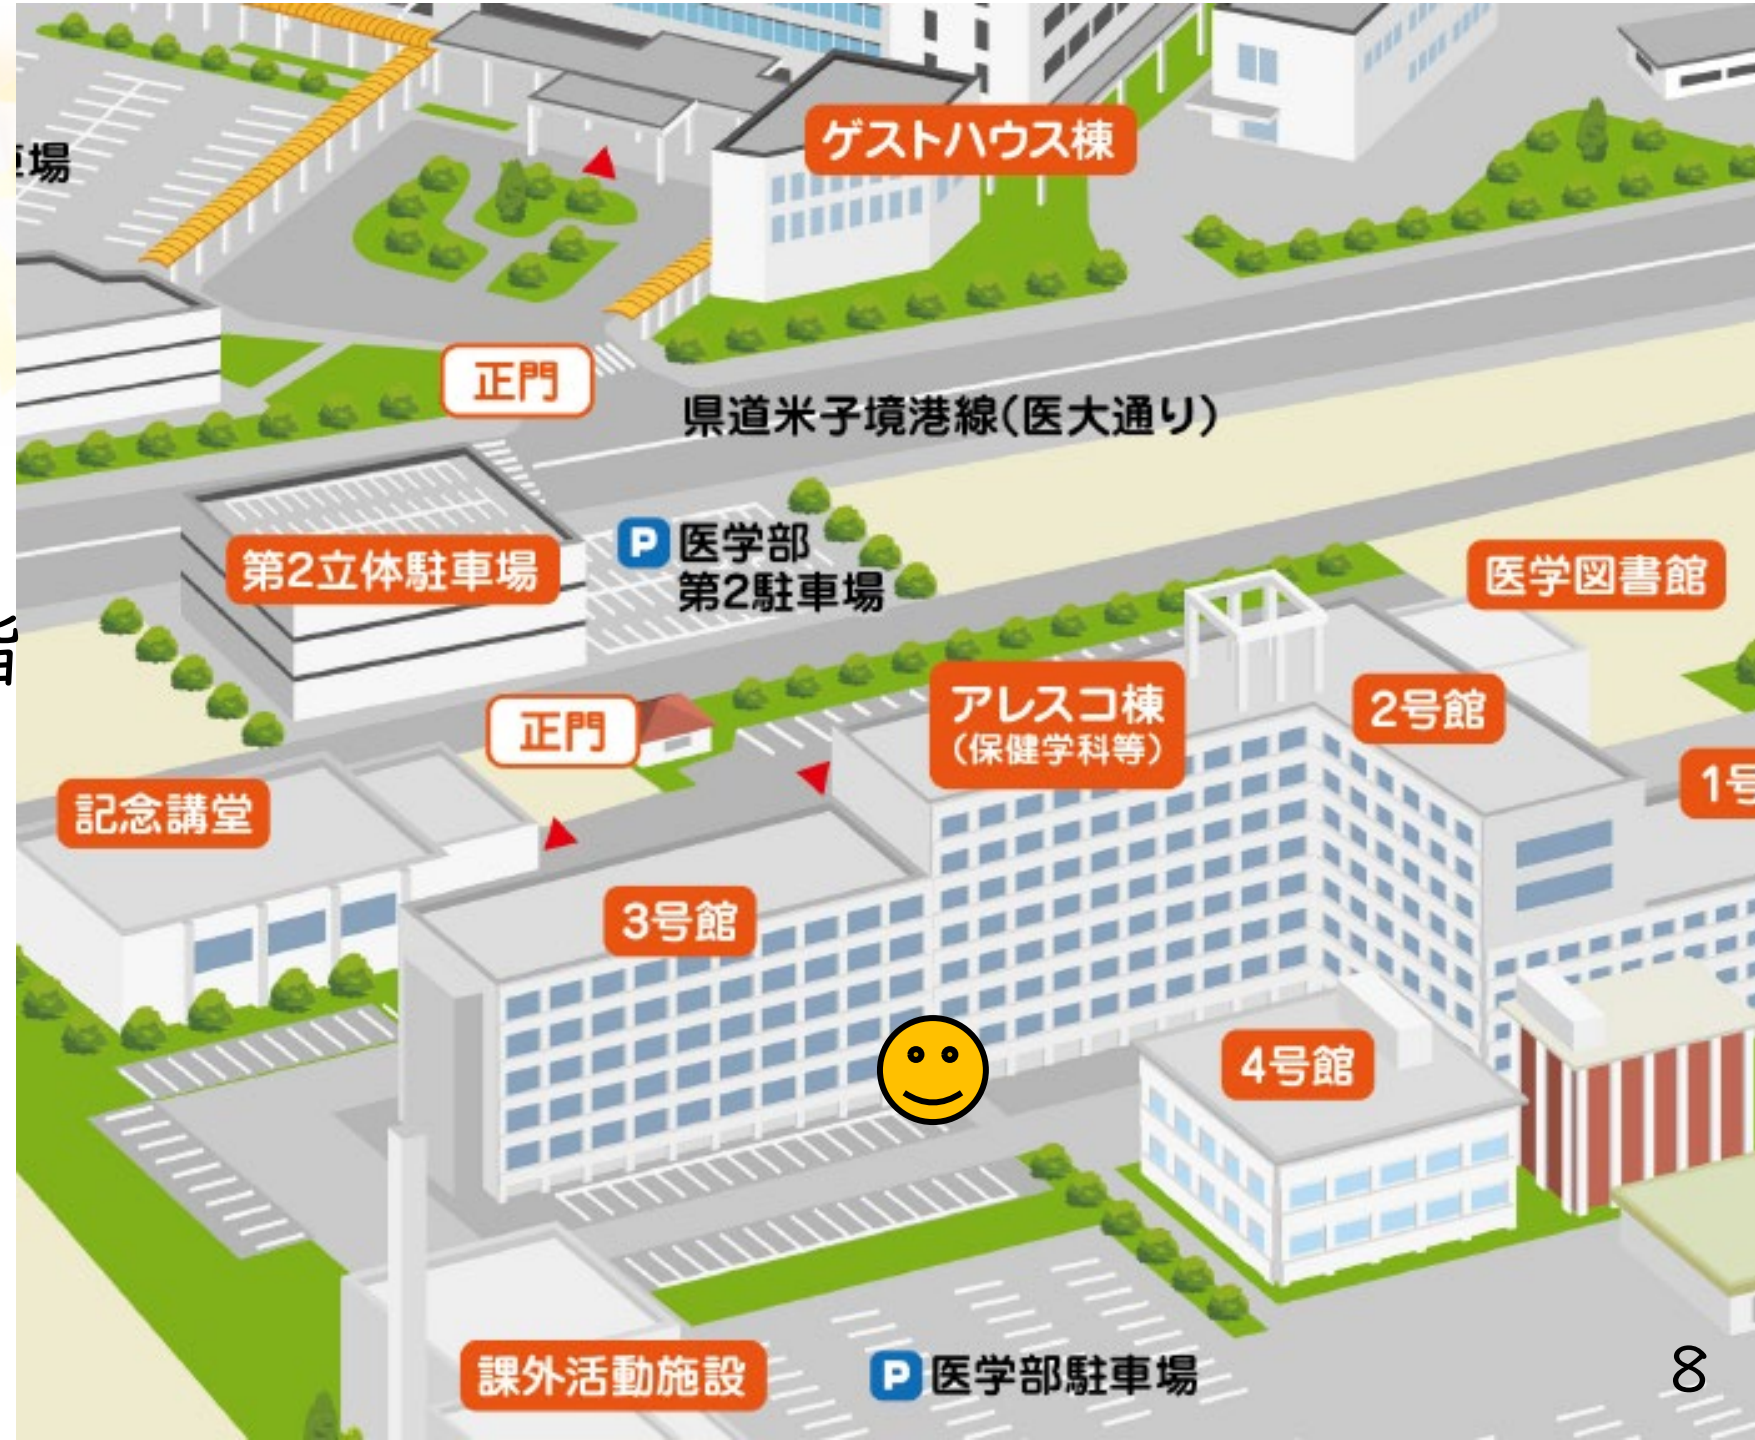 場
ゲストハウス棟
正門
県道米子境港線(医大通り)
第2立体駐車場
P 医学部
第2駐車場
医学図書館
正門
アレスコ棟
(保健学科等)
2号館
1号
記念講堂
3号館
4号館
課外活動施設
P 医学部駐車場
8